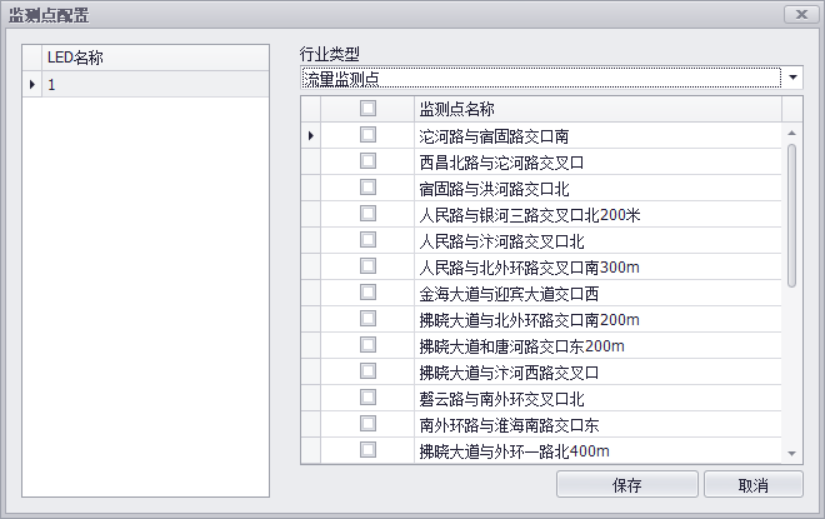 监测点配置
LED名称
1
行业类型
流量监测点
监测点名称
沱河路与宿固路交口南
西昌北路与沱河路交叉口
宿固路与洪河路交口北
人民路与银河三路交叉口北200米
人民路与汴河路交叉口北
人民路与北外环路交叉口南300m
金海大道与迎宾大道交口西
拂晓大道与北外环路交口南200m
拂晓大道和唐河路交口东200m
拂晓大道与汴河西路交叉口
磬云路与南外环交叉口北
南外环路与淮海南路交口东
拂晓大道与外环一路北400m
保存
取消